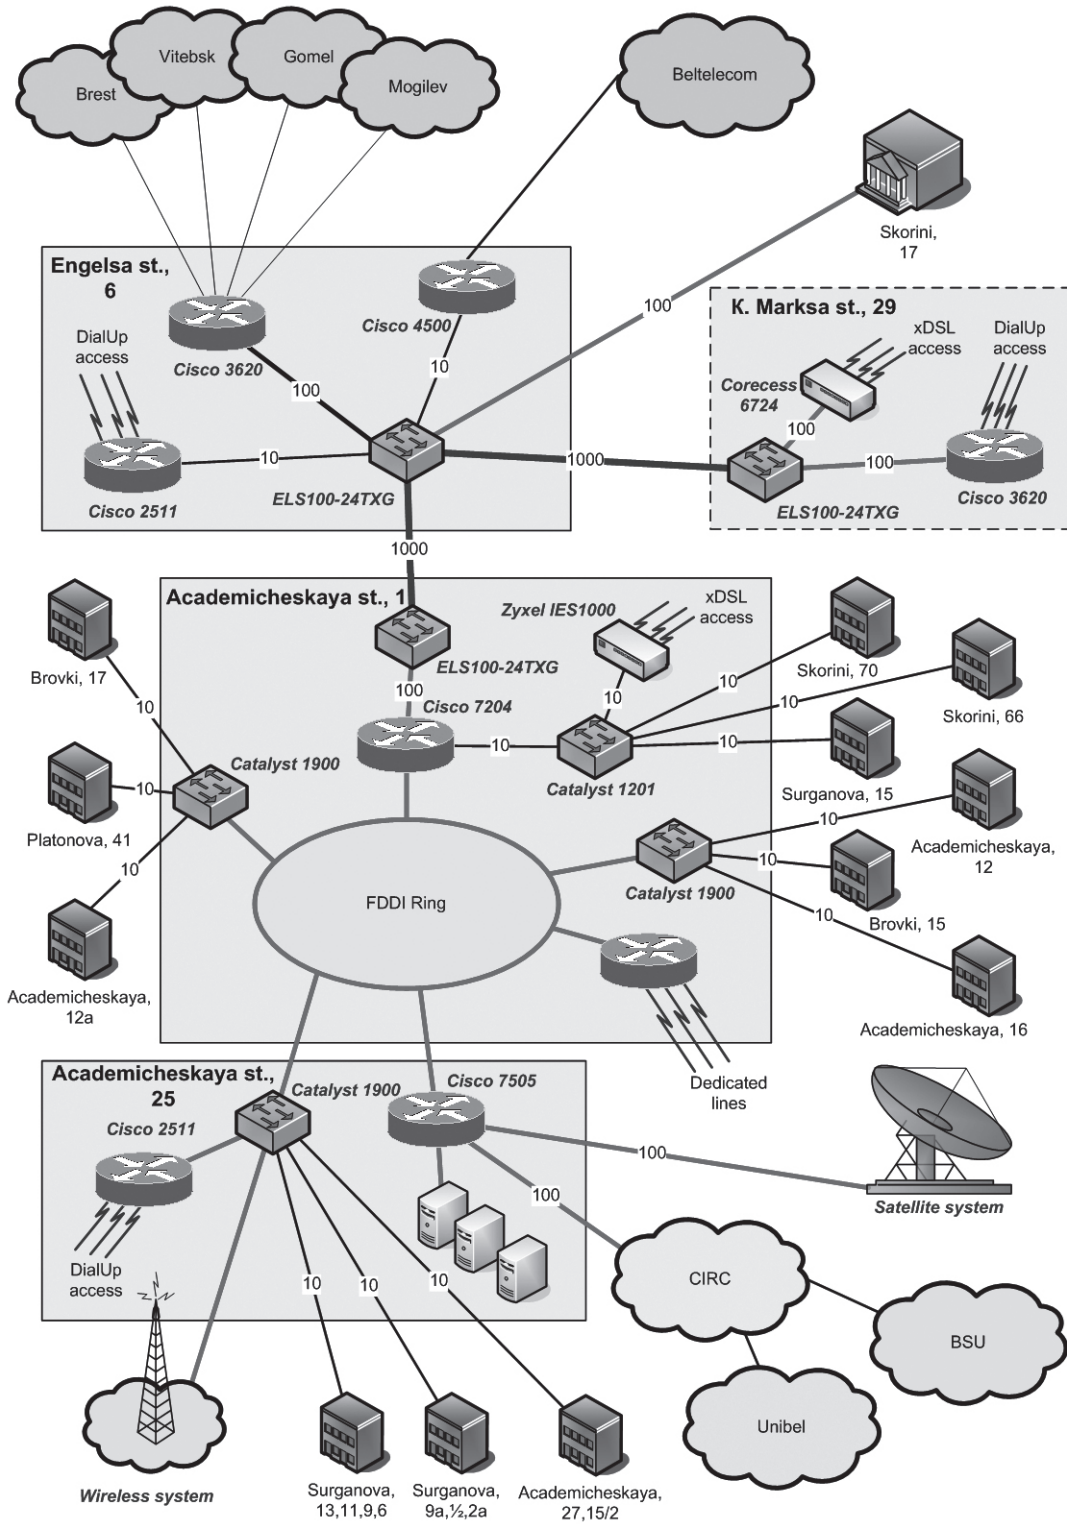 Brest
Vitebsk
Gomel
Mogilev
Beltelecom
Skorini,
17
Engelsa st.,
6
Cisco 4500
DialUp
access
Cisco 3620
100
10
100
Cisco 2511
10
ELS100-24TXG
1000
K. Marksa st., 29
xDSL
access
DialUp
access
Corecess
6724
100
100
ELS100-24TXG
Cisco 3620
1000
Academicheskaya st., 1
Zyxel IES1000
xDSL
access
ELS100-24TXG
100
Cisco 7204
10
10
Catalyst 1201
10
Skorini, 70
10
Skorini, 66
10
Surganova, 15
Brovki, 17
10
Catalyst 1900
Platonova, 41
10
10
Academicheskaya,
12a
FDDI Ring
Catalyst 1900
10
Academicheskaya,
12
10
Brovki, 15
10
Academicheskaya, 16
Dedicated
lines
Academicheskaya st.,
25
Catalyst 1900
Cisco 7505
Cisco 2511
DialUp
access
100
Satellite system
100
10
10
10
CIRC
BSU
Unibel
Wireless system
Surganova,
13,11,9,6
Surganova,
9a,½,2a
Academicheskaya,
27,15/2